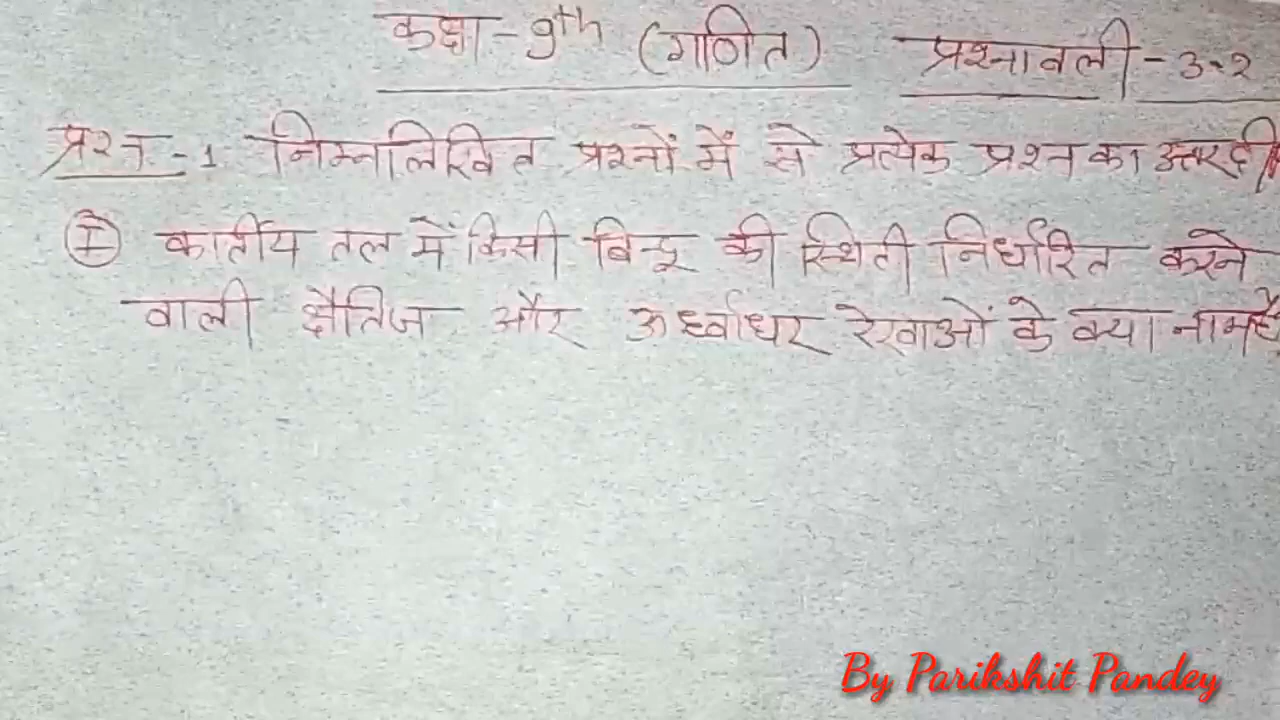 कक्षा - 9th (गणित) प्रश्नावली - 3.2
प्रश्न - 1. निम्नलिखित प्रश्नों में से प्रत्येक प्रश्न का उत्तर दी
(I) कार्तीय तल में किसी बिन्दू की स्थिती निर्धारित करने
वाली क्षैतिज और ऊर्ध्वाधर रेखाओं के क्या नाम है
By Parikshit Pandey